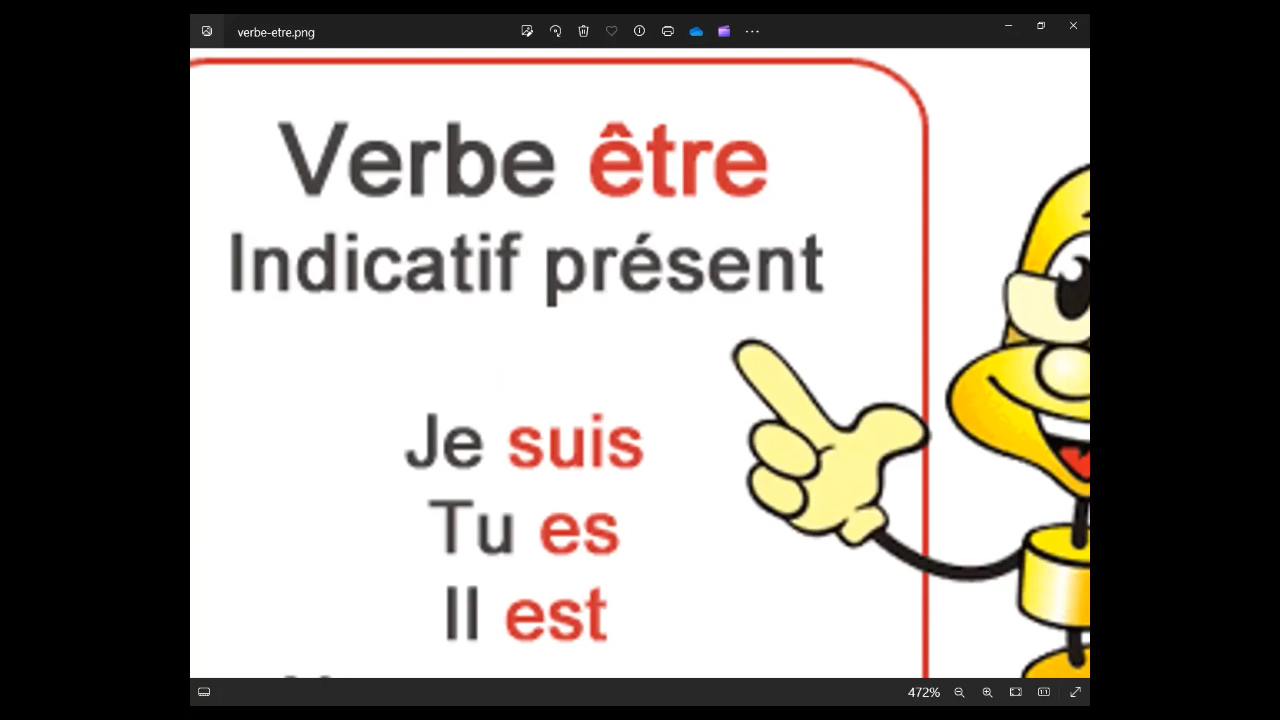 verbe-etre.png
Verbe être
Indicatif présent
Je suis
Tu es
Il est
472%